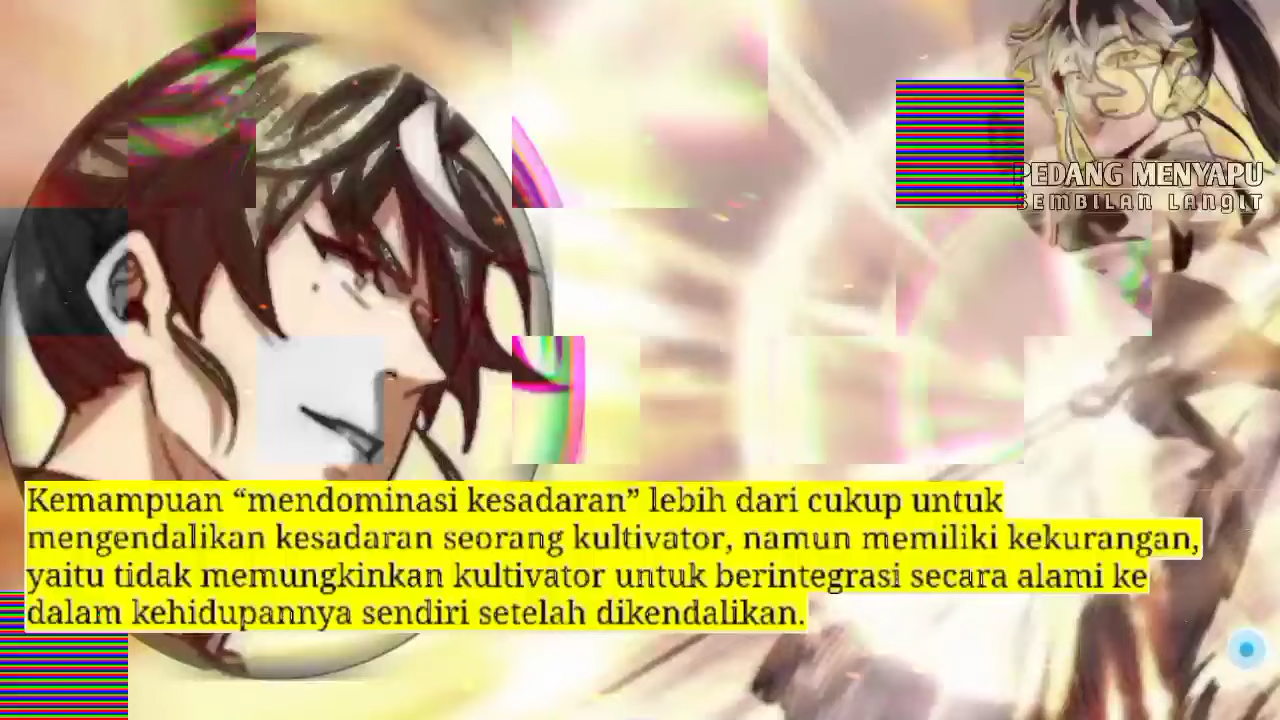 PEDANG MENYAPU
SEMBILAN LANGIT
Kemampuan “mendominasi kesadaran” lebih dari cukup untuk
mengendalikan kesadaran seorang kultivator, namun memiliki kekurangan,
yaitu tidak memungkinkan kultivator untuk berintegrasi secara alami ke
dalam kehidupannya sendiri setelah dikendalikan.